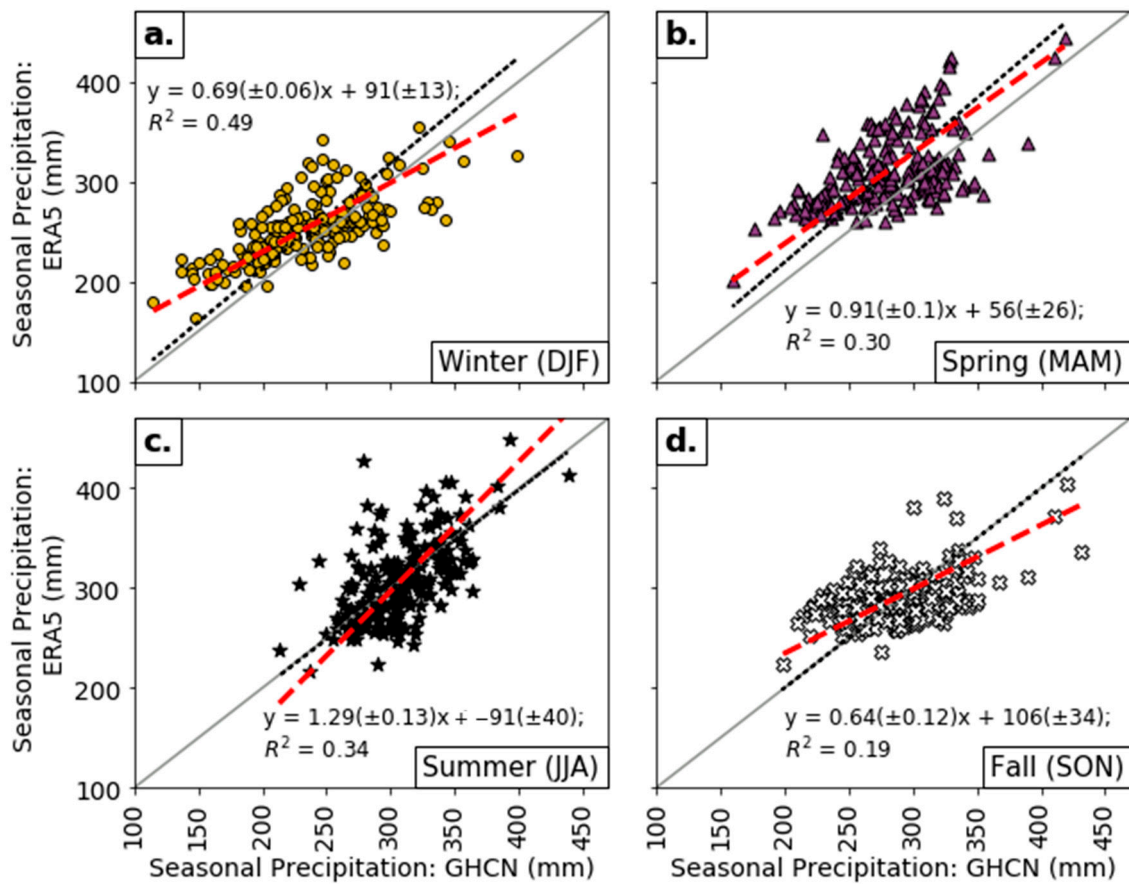 a.
y = 0.69(±0.06)x + 91(±13);
R² = 0.49
Winter (DJF)
Seasonal Precipitation:
ERA5 (mm)
400
300
200
100
b.
y = 0.91(±0.1)x + 56(±26);
R² = 0.30
Spring (MAM)
c.
y = 1.29(±0.13)x + −91(±40);
R² = 0.34
Summer (JJA)
Seasonal Precipitation:
ERA5 (mm)
400
300
200
100
100 150 200 250 300 350 400 450
Seasonal Precipitation: GHCN (mm)
d.
y = 0.64(±0.12)x + 106(±34);
R² = 0.19
Fall (SON)
100 150 200 250 300 350 400 450
Seasonal Precipitation: GHCN (mm)